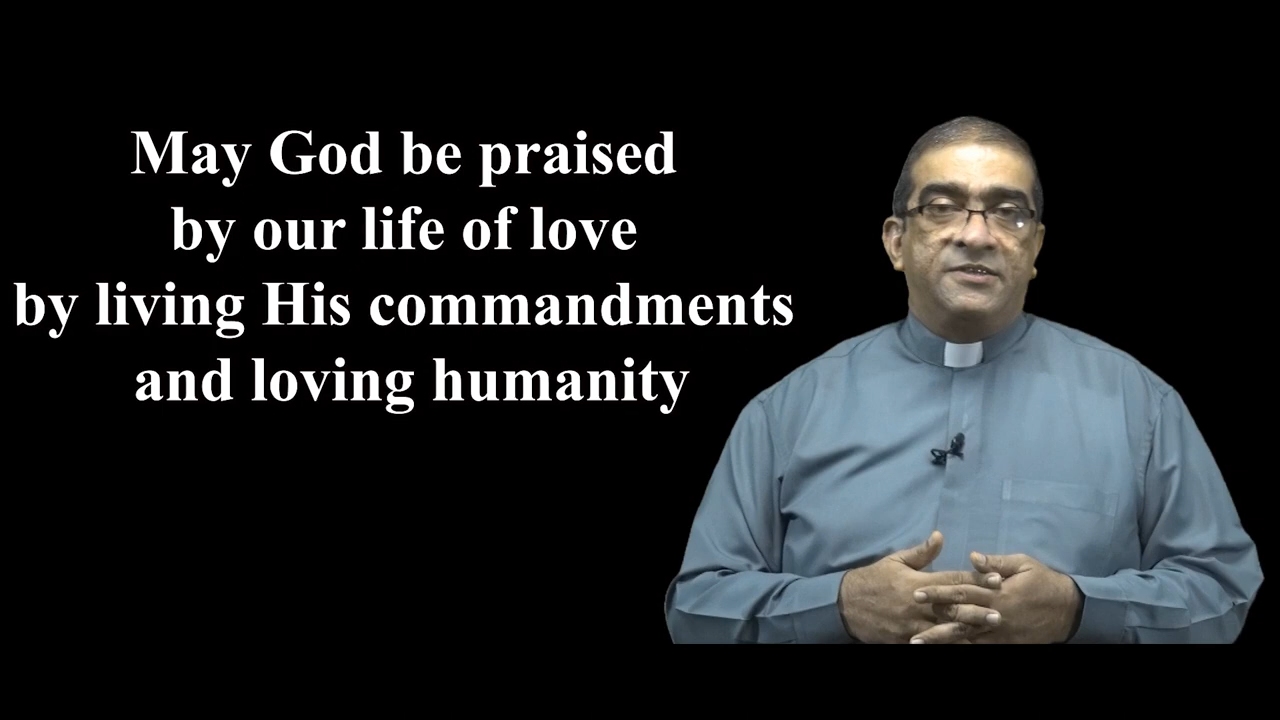 May God be praised
by our life of love
by living His commandments
and loving humanity